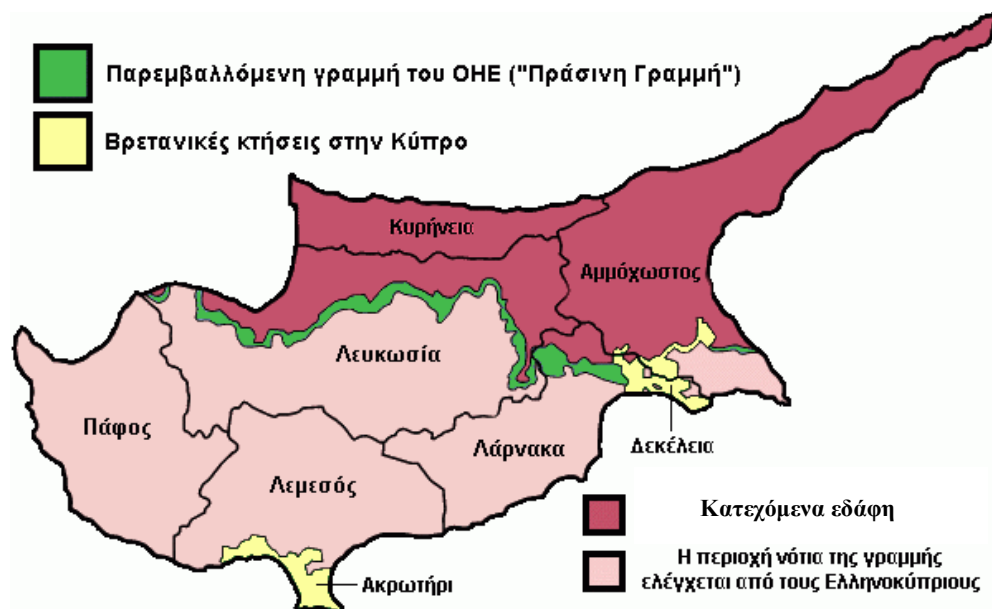 Παρεμβαλλόμενη γραμμή του ΟΗΕ ("Πράσινη Γραμμή")
Βρετανικές κτήσεις στην Κύπρο
Κυρήνεια
Αμμόχωστος
Λευκωσία
Πάφος
Λάρνακα
Δεκέλεια
Λεμεσός
Ακρωτήρι
Κατεχόμενα εδάφη
Η περιοχή νότια της γραμμής
ελέγχεται από τους Ελληνοκύπριους